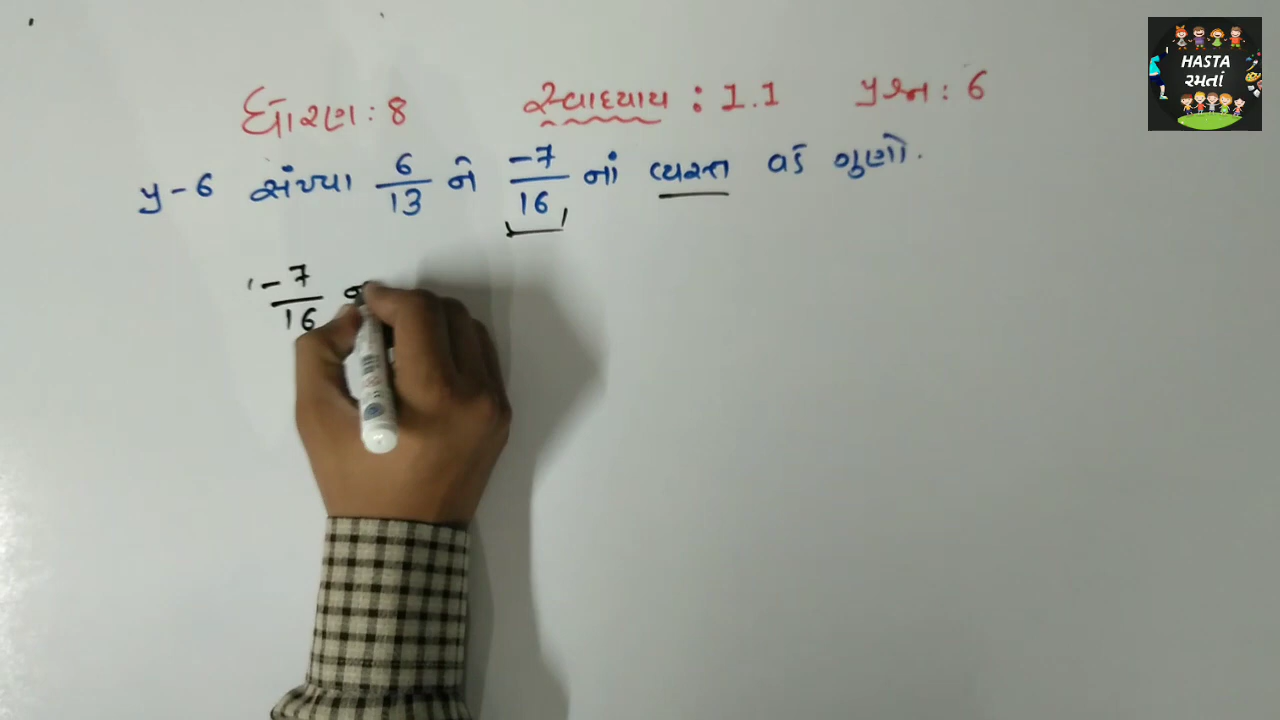 HASTA
રમતાં
ધોરણ : 8 સ્વાધ્યાય : 1.1 પ્રશ્ન : 6
પ્ર - 6 સંખ્યા 6/13 ને -7/16 નાં વ્યસ્ત વડે ગુણો.
-7/16